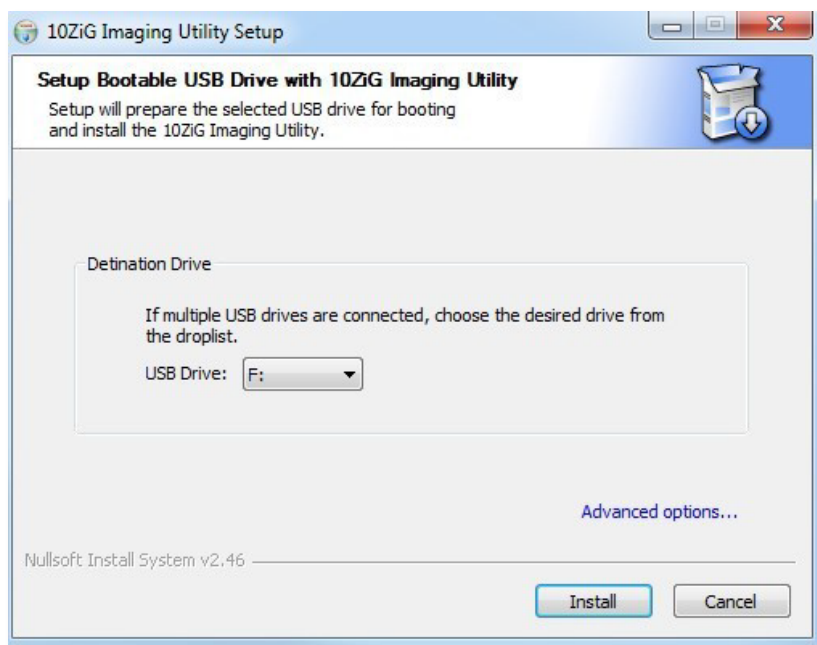 10ZiG Imaging Utility Setup
Setup Bootable USB Drive with 10ZiG Imaging Utility
Setup will prepare the selected USB drive for booting
and install the 10ZiG Imaging Utility.
Detination Drive
If multiple USB drives are connected, choose the desired drive from
the droplist.
USB Drive: F:
Advanced options...
Nullsoft Install System v2.46
Install Cancel